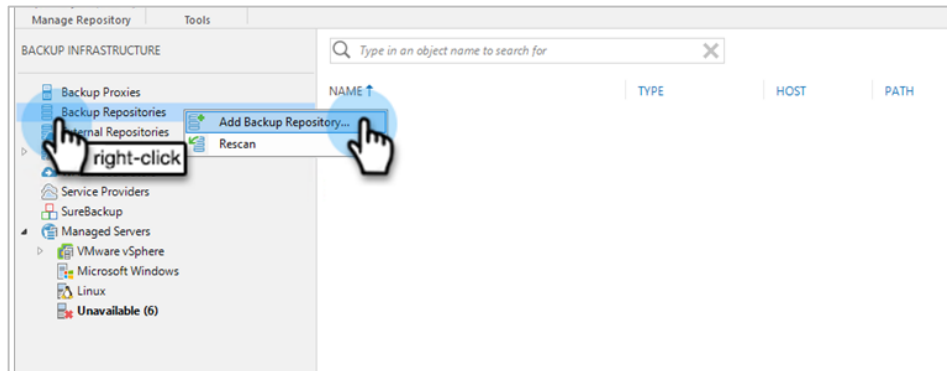 Manage Repository Tools
BACKUP INFRASTRUCTURE
Type in an object name to search for
NAME TYPE HOST PATH
Backup Proxies
Backup Repositories
Add Backup Repository...
External Repositories
Rescan
right-click
Service Providers
SureBackup
Managed Servers
VMware vSphere
Microsoft Windows
Linux
Unavailable (6)